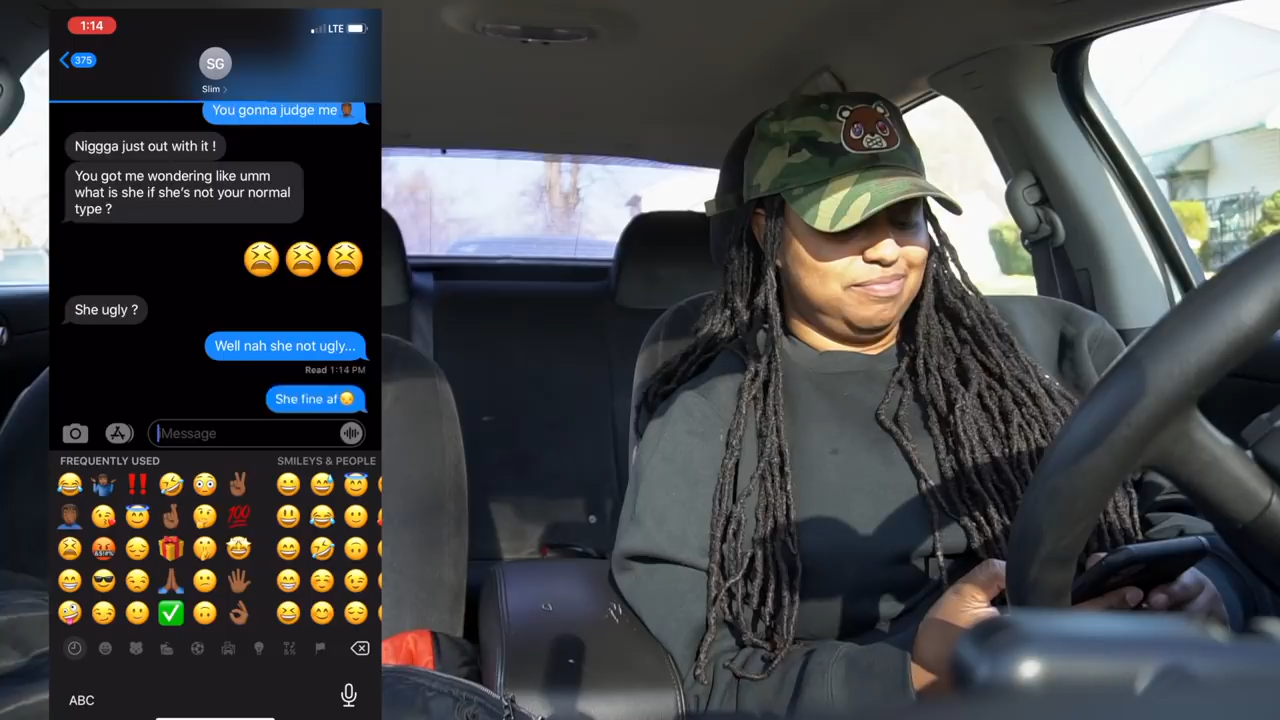 1:14
LTE
375
SG
Slim
You gonna judge me
Niggga just out with it !
You got me wondering like umm
what is she if she's not your normal
type ?
She ugly ?
Well nah she not ugly...
Read 1:14 PM
She fine af
iMessage
FREQUENTLY USED
SMILEYS & PEOPLE
100
ABC